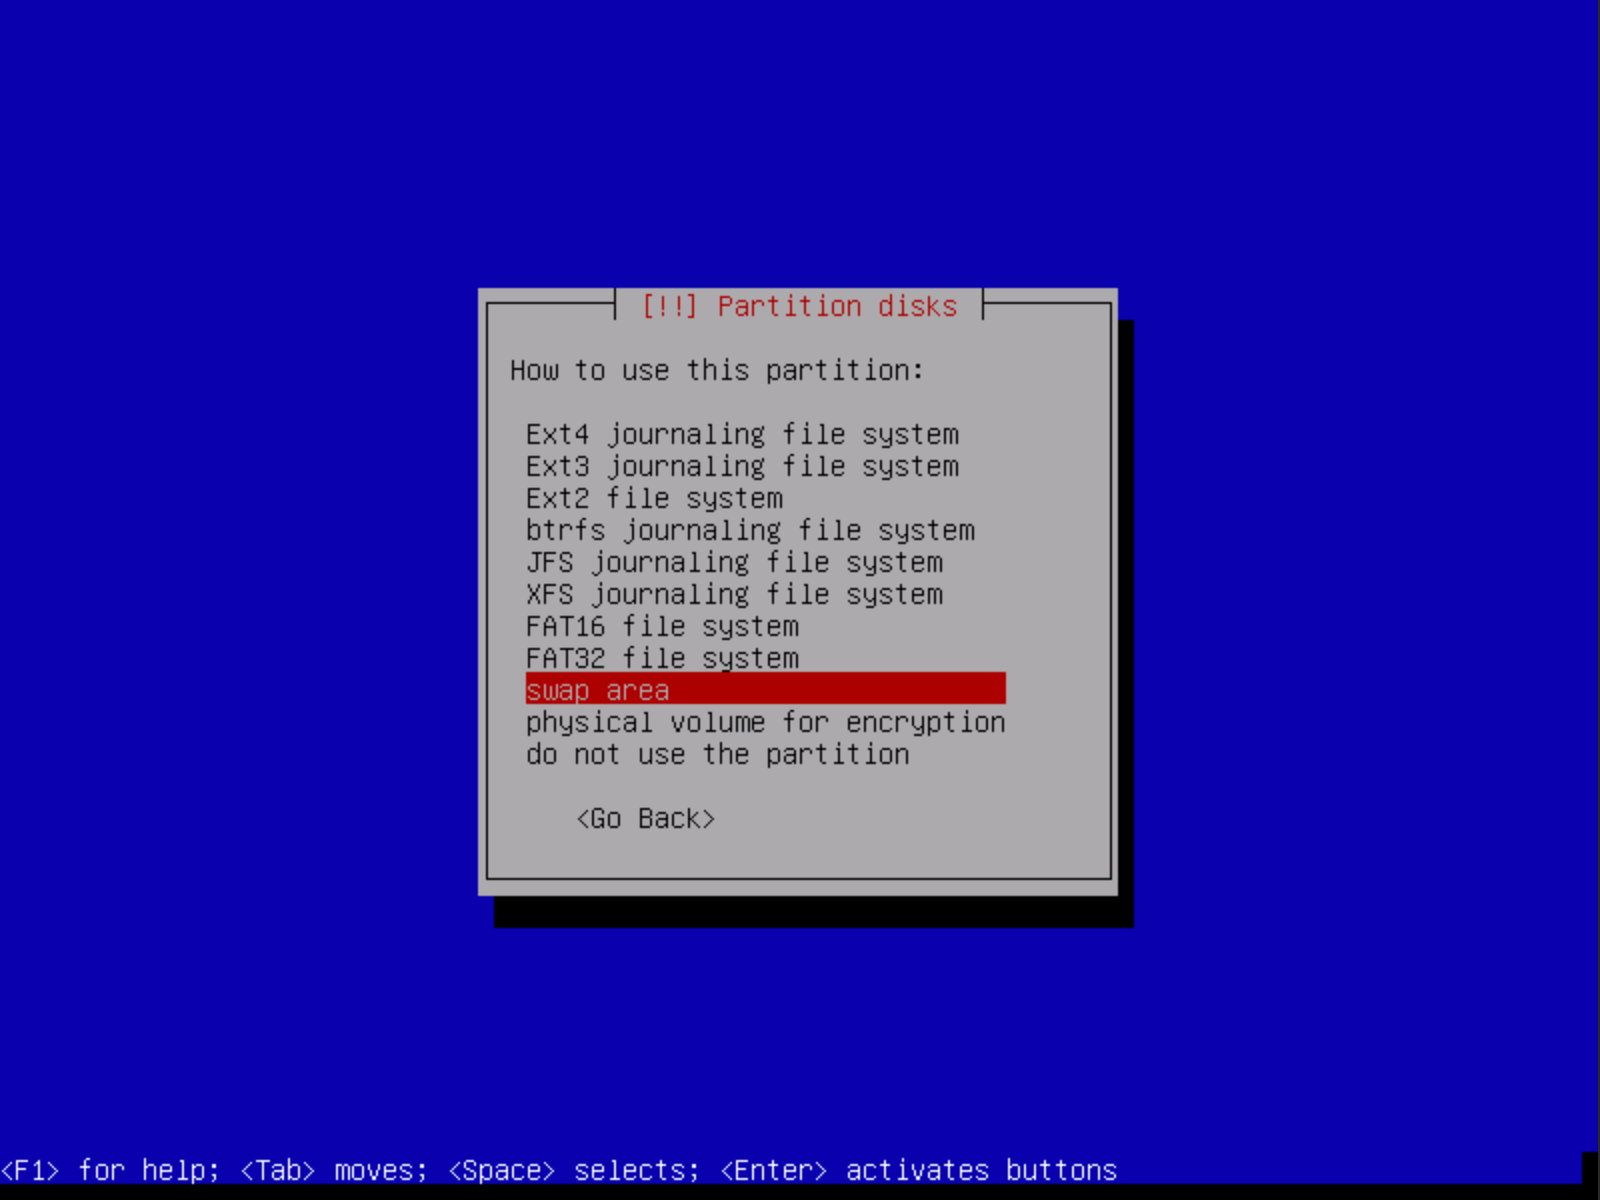 [!!] Partition disks
How to use this partition:
Ext4 journaling file system
Ext3 journaling file system
Ext2 file system
btrfs journaling file system
JFS journaling file system
XFS journaling file system
FAT16 file system
FAT32 file system
swap area
physical volume for encryption
do not use the partition
<Go Back>
<F1> for help; <Tab> moves; <Space> selects; <Enter> activates buttons